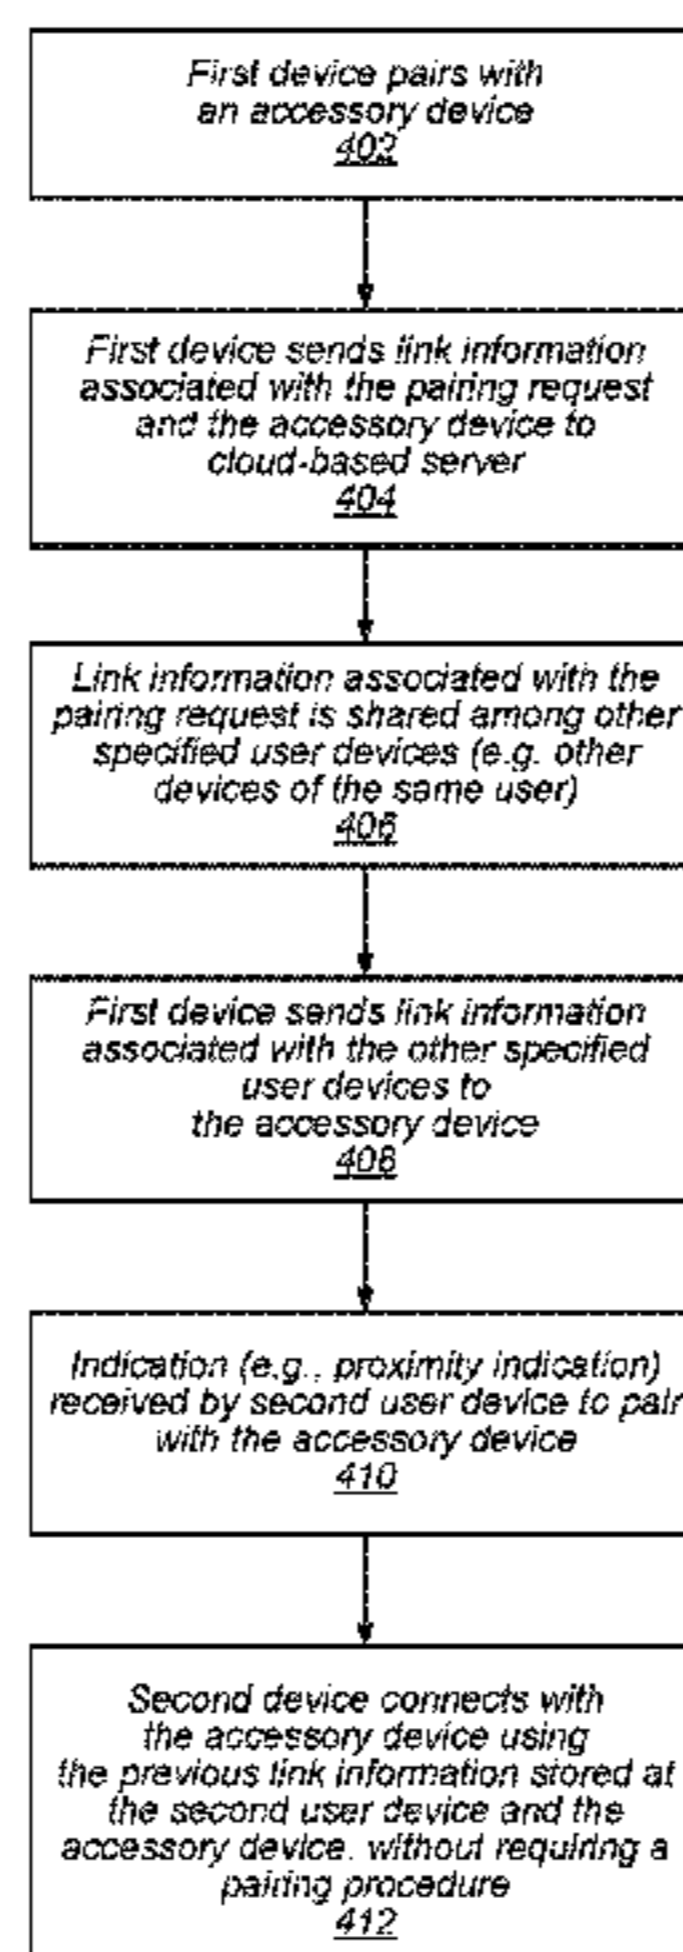 First device pairs with
an accessory device
402
First device sends link information
associated with the pairing request
and the accessory device to
cloud-based server
404
Link information associated with the
pairing request is shared among other
specified user devices (e.g. other
devices of the same user)
406
First device sends link information
associated with the other specified
user devices to
the accessory device
408
Indication (e.g., proximity indication)
received by second user device to pair
with the accessory device
410
Second device connects with
the accessory device using
the previous link information stored at
the second user device and the
accessory device. without requiring a
pairing procedure
412